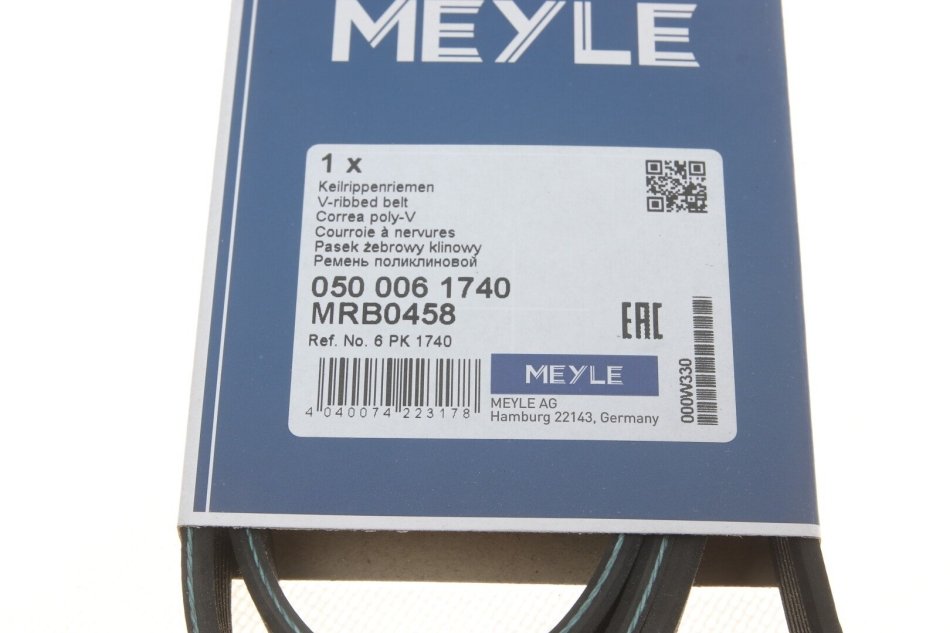 MEYLE
1 x
Keilrippenriemen
V-ribbed belt
Correa poly-V
Courroie à nervures
Pasek żebrowy klinowy
Ремень поликлиновой
050 006 1740
MRB0458
Ref. No. 6 PK 1740
EAC
4 040074 223178
MEYLE
MEYLE AG
Hamburg 22143, Germany
000W330